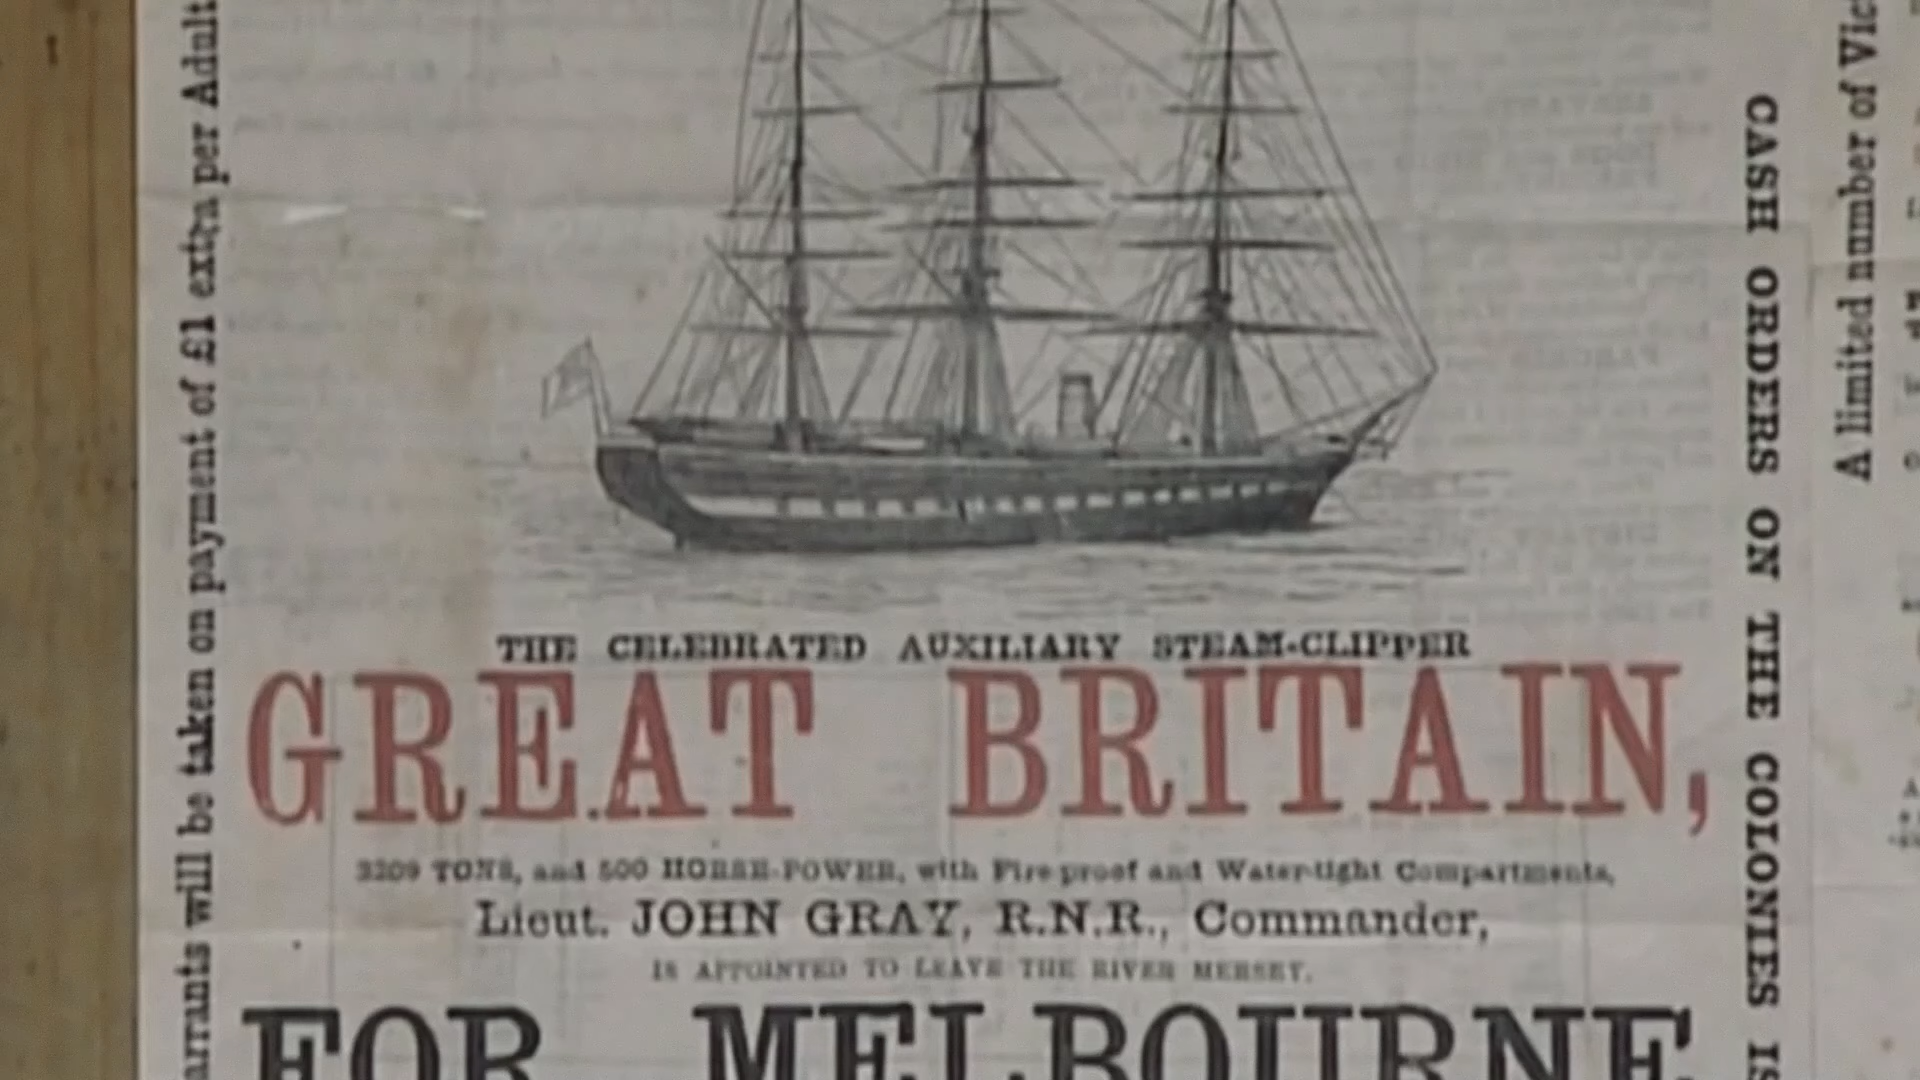 arrants will be taken on payment of £1 extra per Adult
THE CELEBRATED AUXILIARY STEAM-CLIPPER
GREAT BRITAIN,
3209 TONS, and 500 HORSE-POWER, with Fire-proof and Water-tight Compartments,
Lieut. JOHN GRAY, R.N.R., Commander,
IS APPOINTED TO LEAVE THE RIVER MERSEY,
FOR MELBOURNE
CASH ORDERS ON THE COLONIES IS
A limited number of Vic